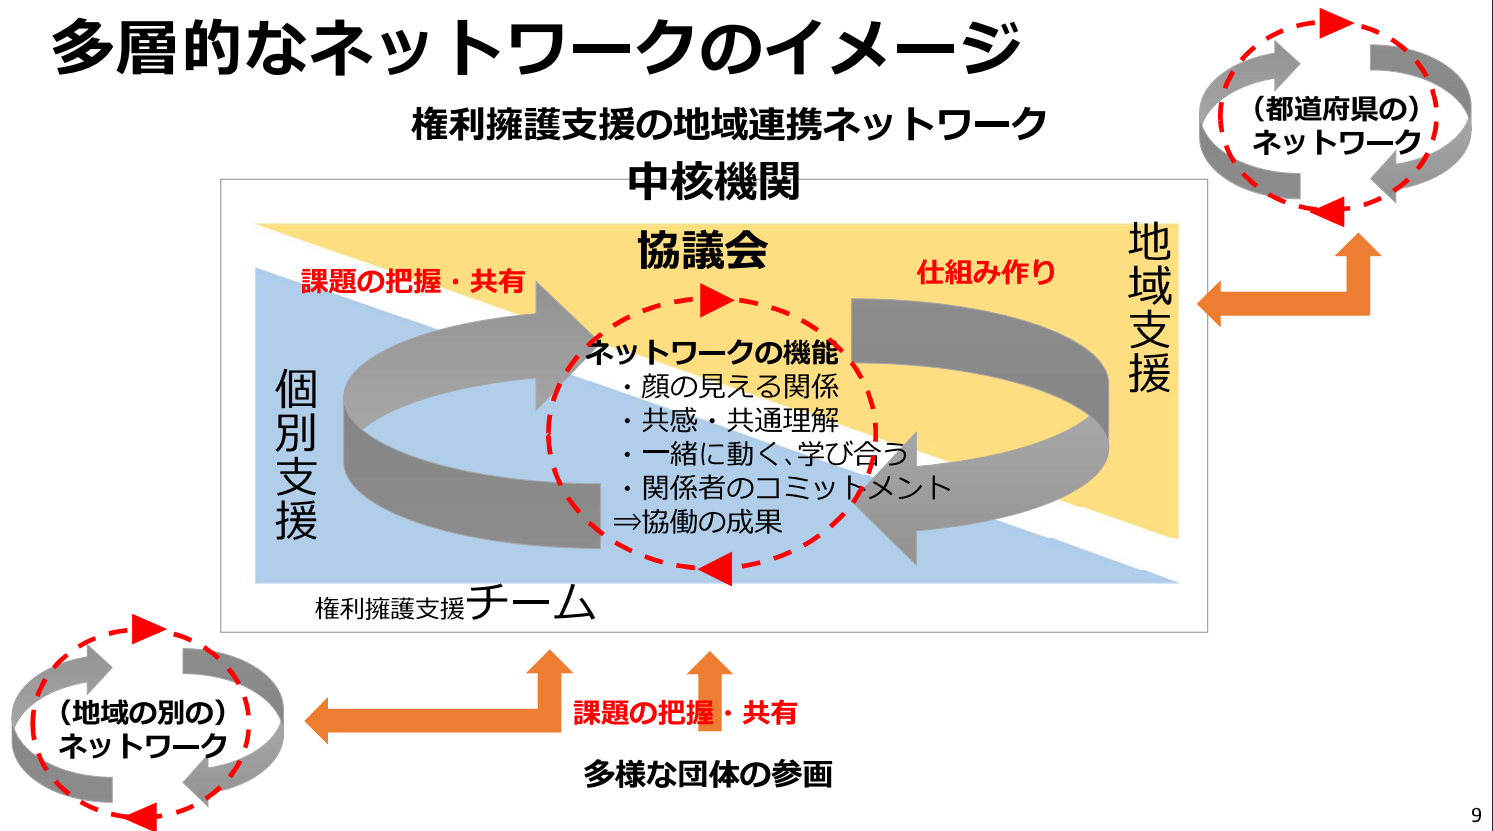 多層的なネットワークのイメージ
権利擁護支援の地域連携ネットワーク
中核機関
(都道府県の)
ネットワーク
協議会
課題の把握・共有
仕組み作り
地域支援
個別支援
ネットワークの機能
・顔の見える関係
・共感・共通理解
・一緒に動く、学び合う
・関係者のコミットメント
⇒協働の成果
権利擁護支援チーム
(地域の別の)
ネットワーク
課題の把握・共有
多様な団体の参画
9